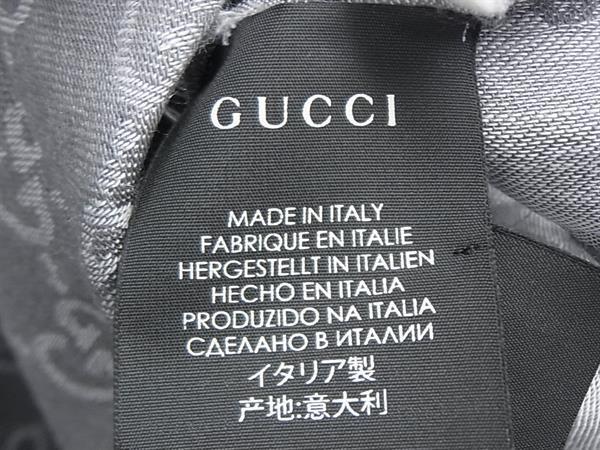 GUCCI
MADE IN ITALY
FABRIQUE EN ITALIE
HERGESTELLT IN ITALIEN
HECHO EN ITALIA
PRODUZIDO NA ITALIA
СДЕЛАНО В ИТАЛИИ
イタリア製
产地:意大利